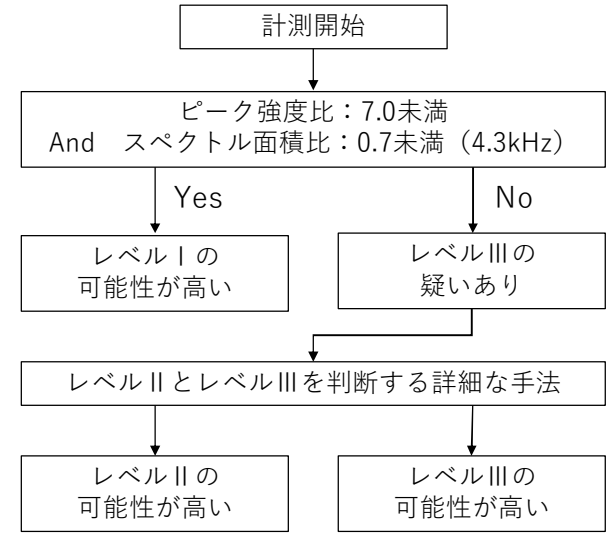 計測開始
ピーク強度比：7.0未満
And　スペクトル面積比：0.7未満（4.3kHz）
Yes
No
レベルⅠの
可能性が高い
レベルⅢの
疑いあり
レベルⅡとレベルⅢを判断する詳細な手法
レベルⅡの
可能性が高い
レベルⅢの
可能性が高い